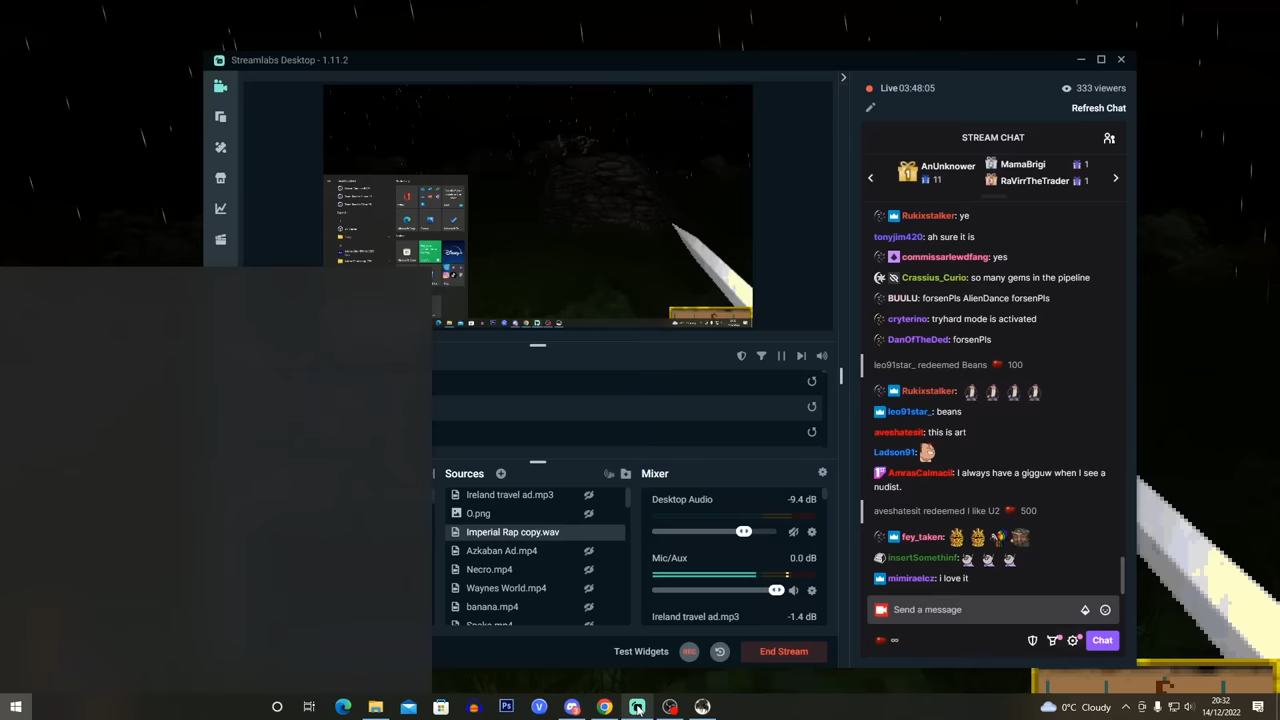 Streamlabs Desktop - 1.11.2
Live 03:48:05
333 viewers
Refresh Chat
STREAM CHAT
1
AnUnknower
11
MamaBrigi
1
RaVirrTheTrader
1
Rukixstalker: ye
tonyjim420: ah sure it is
commissarlewdfang: yes
Crassius_Curio: so many gems in the pipeline
BUULU: forsenPls AlienDance forsenPls
cryterino: tryhard mode is activated
DanOfTheDed: forsenPls
leo91star_ redeemed Beans 100
Rukixstalker:
leo91star_: beans
aveshatesit: this is art
Ladson91:
AmrasCalmacil: I always have a gigguw when I see a
nudist.
aveshatesit redeemed I like U2 500
fey_taken:
insertSomethinf:
mimiraelcz: i love it
Send a message
∞
Chat
Sources
Ireland travel ad.mp3
O.png
Imperial Rap copy.wav
Azkaban Ad.mp4
Necro.mp4
Waynes World.mp4
banana.mp4
Mixer
Desktop Audio
-9.4 dB
Mic/Aux
0.0 dB
Ireland travel ad.mp3
-1.4 dB
Test Widgets
REC
End Stream
Ps
V
0°C Cloudy
20:32
14/12/2022